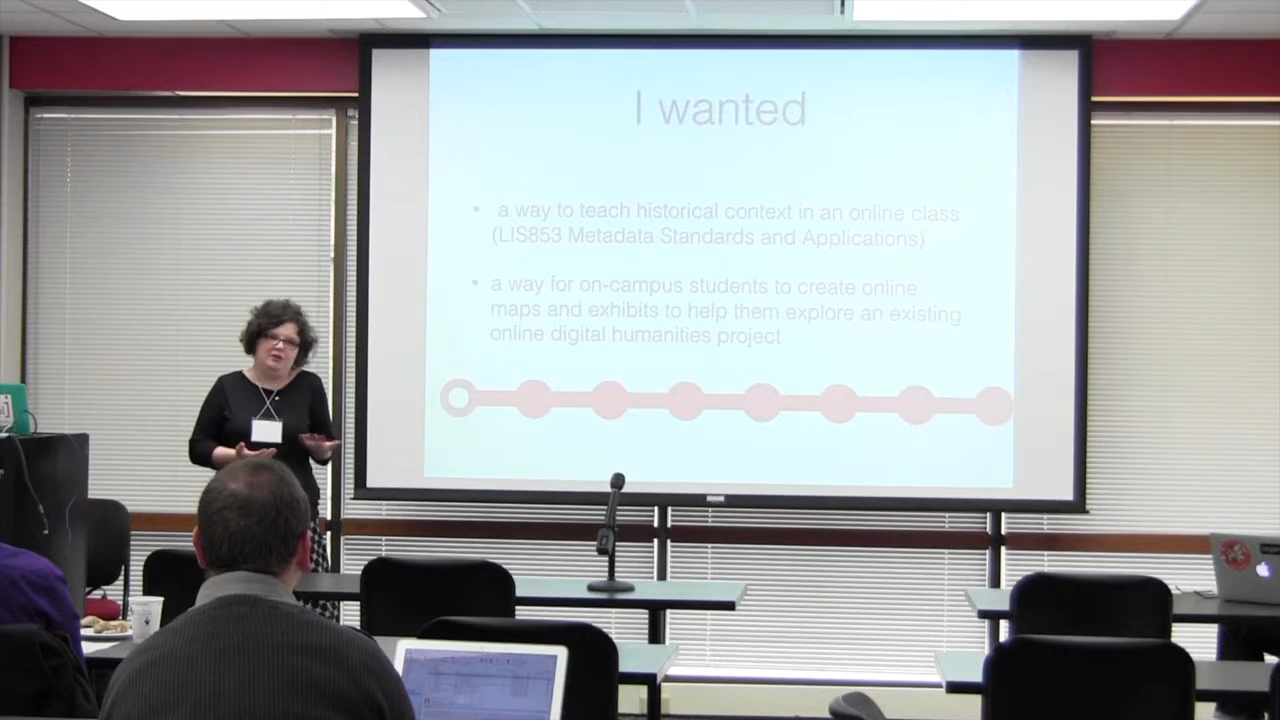 I wanted
• a way to teach historical context in an online class
(LIS853 Metadata Standards and Applications)
• a way for on-campus students to create online
maps and exhibits to help them explore an existing
online digital humanities project